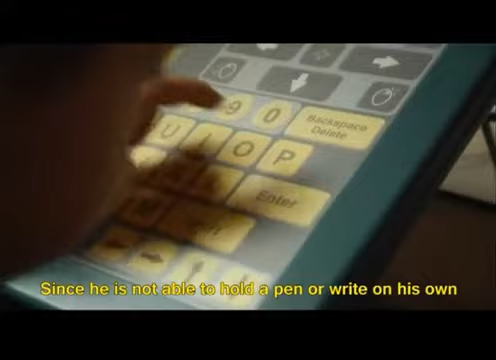 9 0 Backspace
Delete
U I O P
Enter
Since he is not able to hold a pen or write on his own